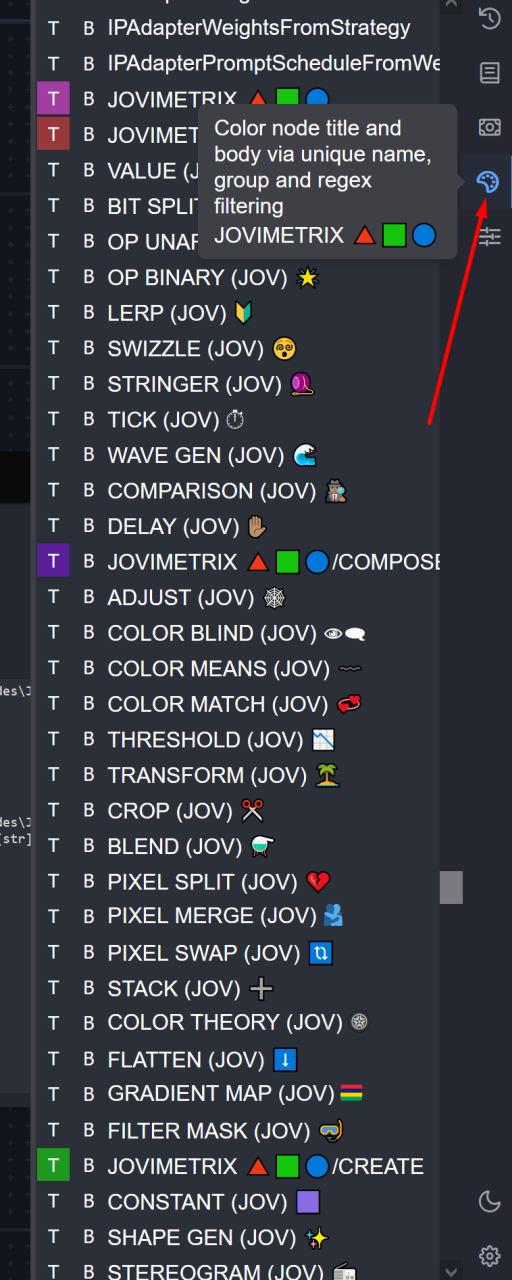 T B IPAdapterWeightsFromStrategy
T B IPAdapterPromptScheduleFromWe
T B JOVIMETRIX 🔺🟩🔵
T B JOVIMET
Color node title and
body via unique name,
group and regex
filtering
JOVIMETRIX 🔺🟩🔵
T B VALUE (J
T B BIT SPLIT
T B OP UNAR
T B OP BINARY (JOV) 🌟
T B LERP (JOV) 🔰
T B SWIZZLE (JOV) 😵
T B STRINGER (JOV) 🪀
T B TICK (JOV) ⏱
T B WAVE GEN (JOV) 🌊
T B COMPARISON (JOV) 🕵🏽
T B DELAY (JOV) ✋🏽
T B JOVIMETRIX 🔺🟩🔵/COMPOSE
T B ADJUST (JOV) 🕸️
T B COLOR BLIND (JOV) 👁‍🗨
T B COLOR MEANS (JOV) 〰️
T B COLOR MATCH (JOV) 💞
T B THRESHOLD (JOV) 📉
T B TRANSFORM (JOV) 🏝️
T B CROP (JOV) ✂️
T B BLEND (JOV) ⚗️
T B PIXEL SPLIT (JOV) 💔
T B PIXEL MERGE (JOV) 🫂
T B PIXEL SWAP (JOV) 🔃
T B STACK (JOV) ➕
T B COLOR THEORY (JOV) 🛞
T B FLATTEN (JOV) ⬇️
T B GRADIENT MAP (JOV) 🇲🇺
T B FILTER MASK (JOV) 🤿
T B JOVIMETRIX 🔺🟩🔵/CREATE
T B CONSTANT (JOV) 🟪
T B SHAPE GEN (JOV) ✨
T B STEREOGRAM (JOV) 📻
des\J
des\J
[str]